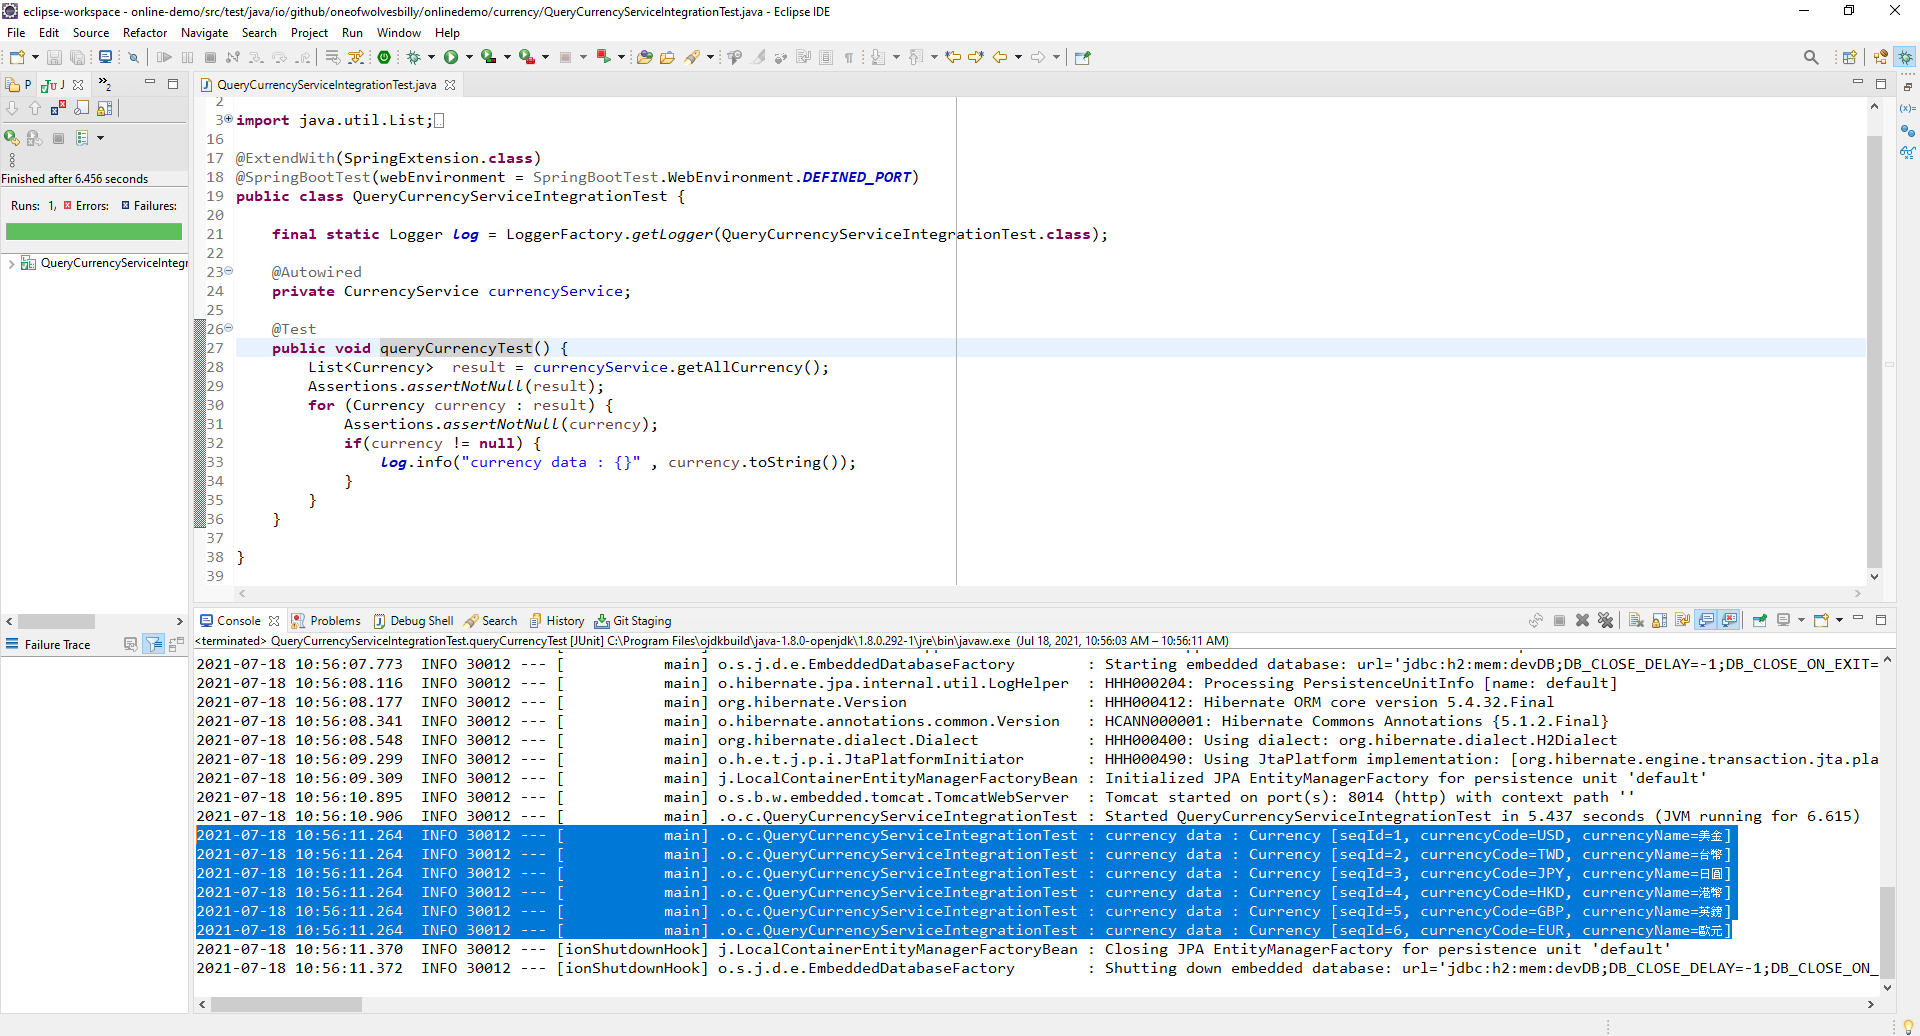 eclipse-workspace - online-demo/src/test/java/io/github/oneofwolvesbilly/onlinedemo/currency/QueryCurrencyServiceIntegrationTest.java - Eclipse IDE
File Edit Source Refactor Navigate Search Project Run Window Help
P JU J 2
QueryCurrencyServiceIntegrationTest.java
Finished after 6.456 seconds
Runs: 1, Errors: Failures:
QueryCurrencyServiceIntegr
2
3 import java.util.List;
16
17 @ExtendWith(SpringExtension.class)
18 @SpringBootTest(webEnvironment = SpringBootTest.WebEnvironment.DEFINED_PORT)
19 public class QueryCurrencyServiceIntegrationTest {
20
21 final static Logger log = LoggerFactory.getLogger(QueryCurrencyServiceIntegrationTest.class);
22
23 @Autowired
24 private CurrencyService currencyService;
25
26 @Test
27 public void queryCurrencyTest() {
28 List<Currency> result = currencyService.getAllCurrency();
29 Assertions.assertNotNull(result);
30 for (Currency currency : result) {
31 Assertions.assertNotNull(currency);
32 if(currency != null) {
33 log.info("currency data : {}" , currency.toString());
34 }
35 }
36 }
37
38 }
39
Failure Trace
Console Problems Debug Shell Search History Git Staging
<terminated> QueryCurrencyServiceIntegrationTest.queryCurrencyTest [JUnit] C:\Program Files\ojdkbuild\java-1.8.0-openjdk\1.8.0.292-1\jre\bin\javaw.exe (Jul 18, 2021, 10:56:03 AM – 10:56:11 AM)
2021-07-18 10:56:07.773 INFO 30012 --- [ main] o.s.j.d.e.EmbeddedDatabaseFactory : Starting embedded database: url='jdbc:h2:mem:devDB;DB_CLOSE_DELAY=-1;DB_CLOSE_ON_EXIT=
2021-07-18 10:56:08.116 INFO 30012 --- [ main] o.hibernate.jpa.internal.util.LogHelper : HHH000204: Processing PersistenceUnitInfo [name: default]
2021-07-18 10:56:08.177 INFO 30012 --- [ main] org.hibernate.Version : HHH000412: Hibernate ORM core version 5.4.32.Final
2021-07-18 10:56:08.341 INFO 30012 --- [ main] o.hibernate.annotations.common.Version : HCANN000001: Hibernate Commons Annotations {5.1.2.Final}
2021-07-18 10:56:08.548 INFO 30012 --- [ main] org.hibernate.dialect.Dialect : HHH000400: Using dialect: org.hibernate.dialect.H2Dialect
2021-07-18 10:56:09.299 INFO 30012 --- [ main] o.h.e.t.j.p.i.JtaPlatformInitiator : HHH000490: Using JtaPlatform implementation: [org.hibernate.engine.transaction.jta.pla
2021-07-18 10:56:09.309 INFO 30012 --- [ main] j.LocalContainerEntityManagerFactoryBean : Initialized JPA EntityManagerFactory for persistence unit 'default'
2021-07-18 10:56:10.895 INFO 30012 --- [ main] o.s.b.w.embedded.tomcat.TomcatWebServer : Tomcat started on port(s): 8014 (http) with context path ''
2021-07-18 10:56:10.906 INFO 30012 --- [ main] .o.c.QueryCurrencyServiceIntegrationTest : Started QueryCurrencyServiceIntegrationTest in 5.437 seconds (JVM running for 6.615)
2021-07-18 10:56:11.264 INFO 30012 --- [ main] .o.c.QueryCurrencyServiceIntegrationTest : currency data : Currency [seqId=1, currencyCode=USD, currencyName=美金]
2021-07-18 10:56:11.264 INFO 30012 --- [ main] .o.c.QueryCurrencyServiceIntegrationTest : currency data : Currency [seqId=2, currencyCode=TWD, currencyName=台幣]
2021-07-18 10:56:11.264 INFO 30012 --- [ main] .o.c.QueryCurrencyServiceIntegrationTest : currency data : Currency [seqId=3, currencyCode=JPY, currencyName=日圓]
2021-07-18 10:56:11.264 INFO 30012 --- [ main] .o.c.QueryCurrencyServiceIntegrationTest : currency data : Currency [seqId=4, currencyCode=HKD, currencyName=港幣]
2021-07-18 10:56:11.264 INFO 30012 --- [ main] .o.c.QueryCurrencyServiceIntegrationTest : currency data : Currency [seqId=5, currencyCode=GBP, currencyName=英鎊]
2021-07-18 10:56:11.264 INFO 30012 --- [ main] .o.c.QueryCurrencyServiceIntegrationTest : currency data : Currency [seqId=6, currencyCode=EUR, currencyName=歐元]
2021-07-18 10:56:11.370 INFO 30012 --- [ionShutdownHook] j.LocalContainerEntityManagerFactoryBean : Closing JPA EntityManagerFactory for persistence unit 'default'
2021-07-18 10:56:11.372 INFO 30012 --- [ionShutdownHook] o.s.j.d.e.EmbeddedDatabaseFactory : Shutting down embedded database: url='jdbc:h2:mem:devDB;DB_CLOSE_DELAY=-1;DB_CLOSE_ON_